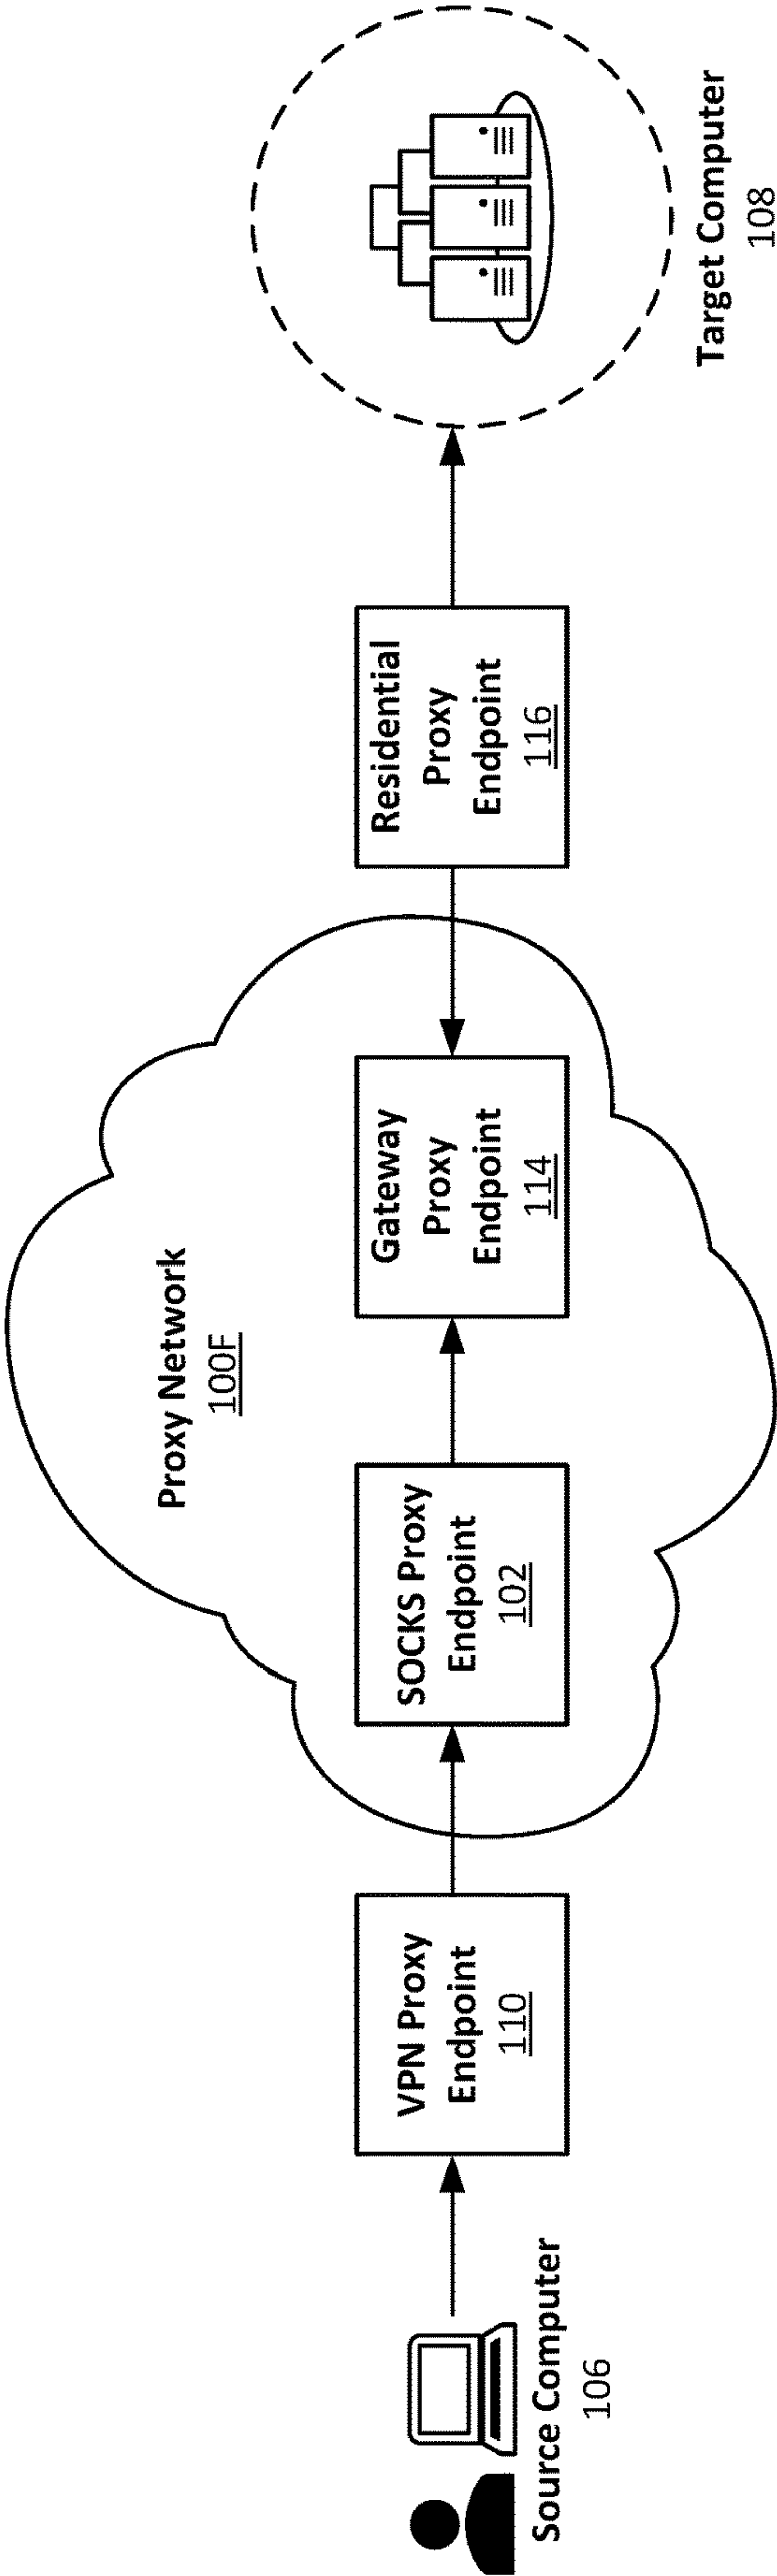 Proxy Network
100F
Source Computer
106
VPN Proxy
Endpoint
110
SOCKS Proxy
Endpoint
102
Gateway
Proxy
Endpoint
114
Residential
Proxy
Endpoint
116
Target Computer
108